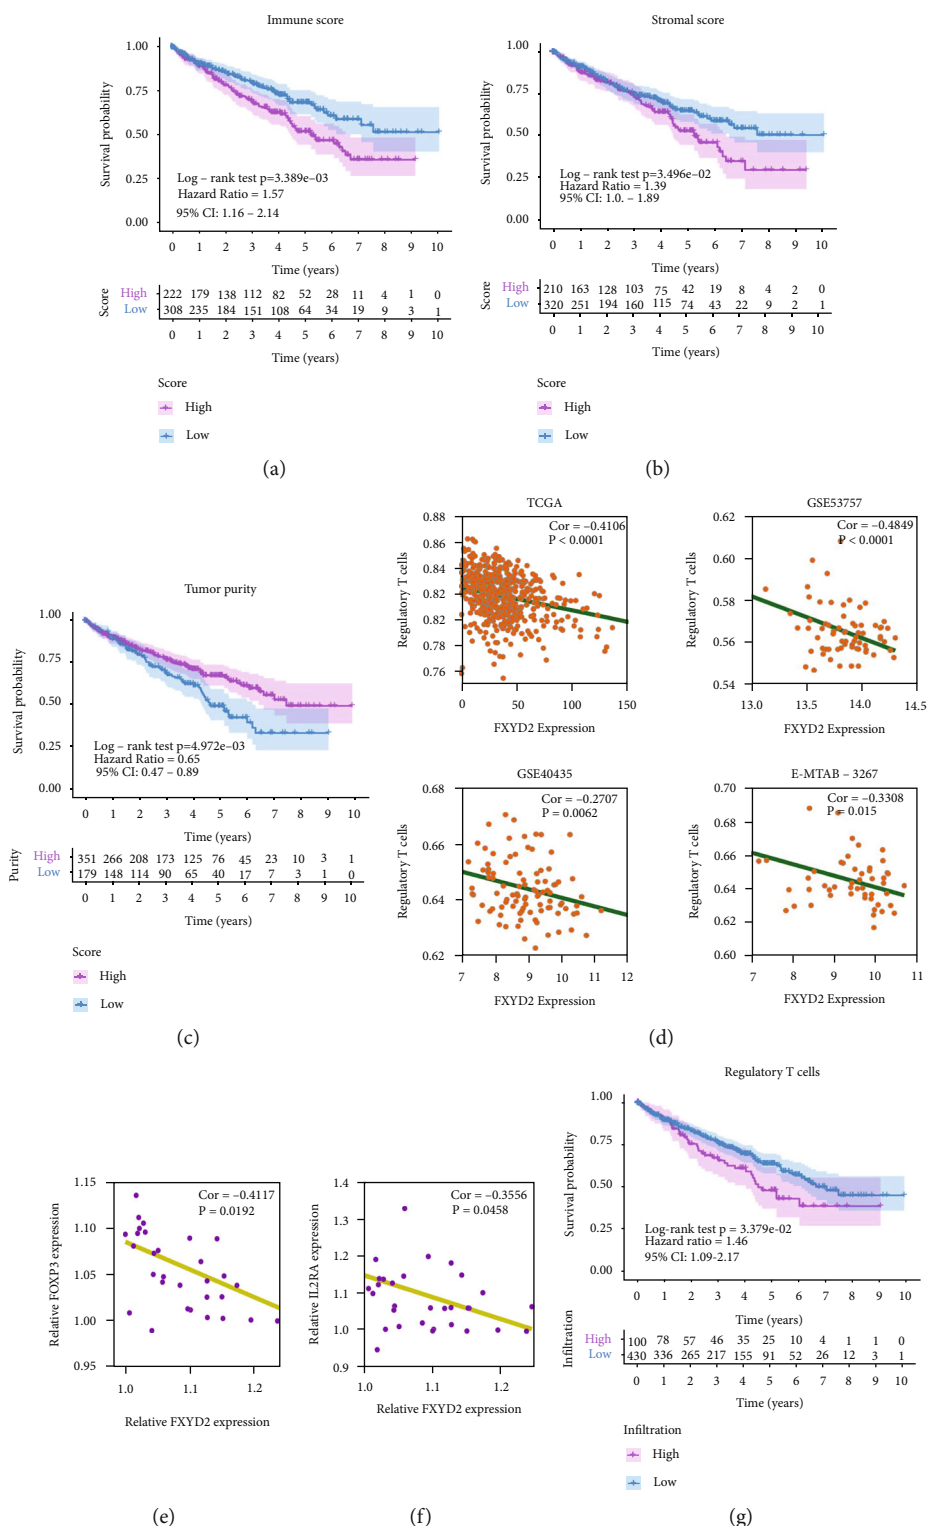 Immune score
Survival probability
1.00
0.75
0.50
0.25
0.00
Log – rank test p=3.389e–03
Hazard Ratio = 1.57
95% CI: 1.16 – 2.14
0 1 2 3 4 5 6 7 8 9 10
Time (years)
Score
High 222 179 138 112 82 52 28 11 4 1 0
Low 308 235 184 151 108 64 34 19 9 3 1
0 1 2 3 4 5 6 7 8 9 10
Time (years)
Score
High
Low
(a)
Stromal score
Survival probability
1.00
0.75
0.50
0.25
0.00
Log – rank test p=3.496e–02
Hazard Ratio = 1.39
95% CI: 1.0. – 1.89
0 1 2 3 4 5 6 7 8 9 10
Time (years)
Score
High 210 163 128 103 75 42 19 8 4 2 0
Low 320 251 194 160 115 74 43 22 9 2 1
0 1 2 3 4 5 6 7 8 9 10
Time (years)
Score
High
Low
(b)
Tumor purity
Survival probability
1.00
0.75
0.50
0.25
0.00
Log – rank test p=4.972e–03
Hazard Ratio = 0.65
95% CI: 0.47 – 0.89
0 1 2 3 4 5 6 7 8 9 10
Time (years)
Purity
High 351 266 208 173 125 76 45 23 10 3 1
Low 179 148 114 90 65 40 17 7 3 1 0
0 1 2 3 4 5 6 7 8 9 10
Time (years)
Score
High
Low
(c)
TCGA
Regulatory T cells
0.88
0.86
0.84
0.82
0.80
0.78
0.76
Cor = –0.4106
P < 0.0001
0 50 100 150
FXYD2 Expression
GSE53757
Regulatory T cells
0.62
0.60
0.58
0.56
0.54
Cor = –0.4849
P < 0.0001
13.0 13.5 14.0 14.5
FXYD2 Expression
GSE40435
Regulatory T cells
0.68
0.66
0.64
0.62
Cor = –0.2707
P = 0.0062
7 8 9 10 11 12
FXYD2 Expression
E-MTAB – 3267
Regulatory T cells
0.70
0.68
0.66
0.64
0.62
0.60
Cor = –0.3308
P = 0.015
7 8 9 10 11
FXYD2 Expression
(d)
Relative FOXP3 expression
1.15
1.10
1.05
1.00
0.95
Cor = –0.4117
P = 0.0192
1.0 1.1 1.2
Relative FXYD2 expression
(e)
Relative IL2RA expression
1.4
1.3
1.2
1.1
1.0
0.9
Cor = –0.3556
P = 0.0458
1.0 1.1 1.2
Relative FXYD2 expression
(f)
Regulatory T cells
Survival probability
1.00
0.75
0.50
0.25
0.00
Log-rank test p = 3.379e-02
Hazard ratio = 1.46
95% CI: 1.09-2.17
0 1 2 3 4 5 6 7 8 9 10
Time (years)
Infiltration
High 100 78 57 46 35 25 10 4 1 1 0
Low 430 336 265 217 155 91 52 26 12 3 1
0 1 2 3 4 5 6 7 8 9 10
Time (years)
Infiltration
High
Low
(g)